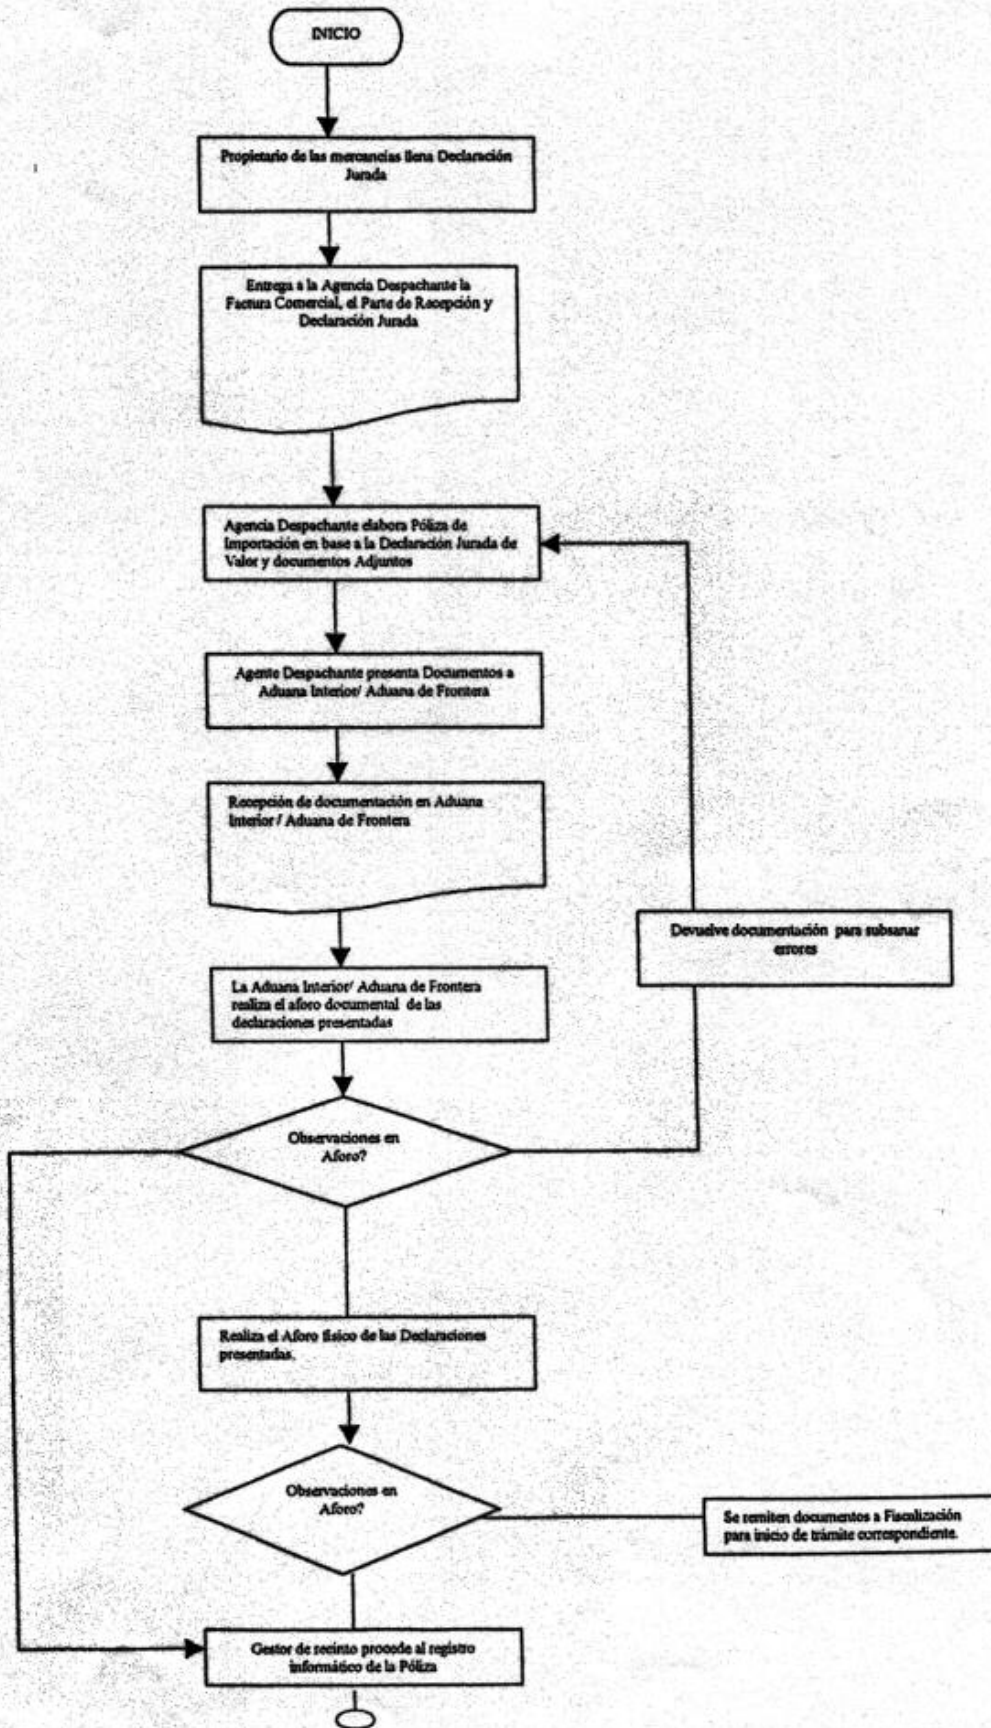 INICIO
Propietario de las mercancías llena Declaración
Jurada
Entrega a la Agencia Despachante la
Factura Comercial, el Parte de Recepción y
Declaración Jurada
Agencia Despachante elabora Póliza de
Importación en base a la Declaración Jurada de
Valor y documentos Adjuntos
Agente Despachante presenta Documentos a
Aduana Interior/ Aduana de Frontera
Recepción de documentación en Aduana
Interior / Aduana de Frontera
Devuelve documentación para subsanar
errores
La Aduana Interior/ Aduana de Frontera
realiza el aforo documental de las
declaraciones presentadas
Observaciones en
Aforo?
Realiza el Aforo físico de las Declaraciones
presentadas.
Observaciones en
Aforo?
Se remiten documentos a Fiscalización
para inicio de trámite correspondiente.
Gestor de recinto procede al registro
informático de la Póliza